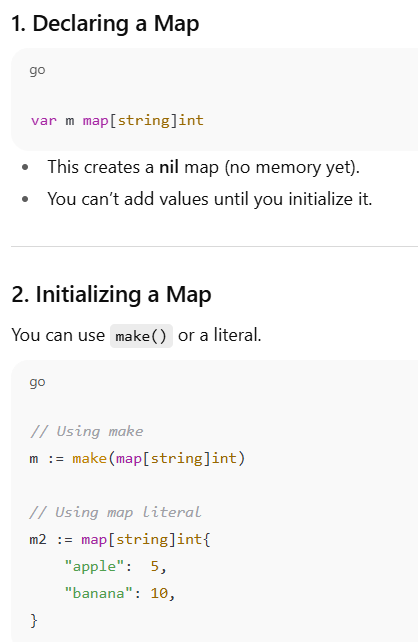 1. Declaring a Map
go
var m map[string]int
• This creates a nil map (no memory yet).
• You can’t add values until you initialize it.
2. Initializing a Map
You can use make() or a literal.
go
// Using make
m := make(map[string]int)
// Using map literal
m2 := map[string]int{
    "apple":  5,
    "banana": 10,
}